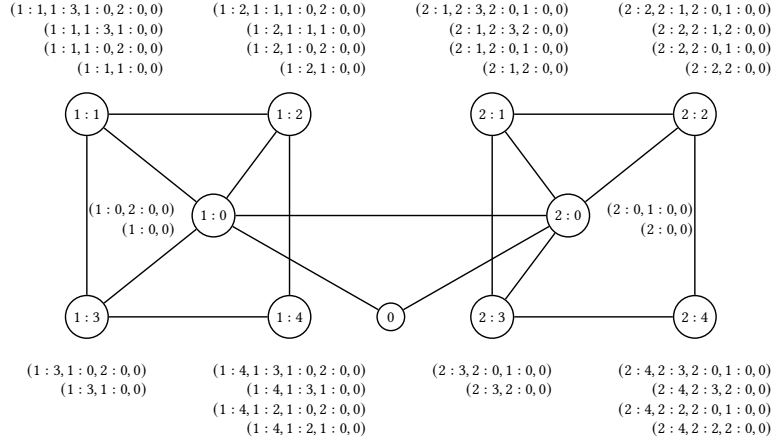 (1 : 1, 1 : 3, 1 : 0, 2 : 0, 0)
(1 : 1, 1 : 3, 1 : 0, 0)
(1 : 1, 1 : 0, 2 : 0, 0)
(1 : 1, 1 : 0, 0)
(1 : 2, 1 : 1, 1 : 0, 2 : 0, 0)
(1 : 2, 1 : 1, 1 : 0, 0)
(1 : 2, 1 : 0, 2 : 0, 0)
(1 : 2, 1 : 0, 0)
(2 : 1, 2 : 3, 2 : 0, 1 : 0, 0)
(2 : 1, 2 : 3, 2 : 0, 0)
(2 : 1, 2 : 0, 1 : 0, 0)
(2 : 1, 2 : 0, 0)
(2 : 2, 2 : 1, 2 : 0, 1 : 0, 0)
(2 : 2, 2 : 1, 2 : 0, 0)
(2 : 2, 2 : 0, 1 : 0, 0)
(2 : 2, 2 : 0, 0)
1 : 1
1 : 2
2 : 1
2 : 2
(1 : 0, 2 : 0, 0)
(1 : 0, 0)
1 : 0
2 : 0
(2 : 0, 1 : 0, 0)
(2 : 0, 0)
1 : 3
1 : 4
0
2 : 3
2 : 4
(1 : 3, 1 : 0, 2 : 0, 0)
(1 : 3, 1 : 0, 0)
(1 : 4, 1 : 3, 1 : 0, 2 : 0, 0)
(1 : 4, 1 : 3, 1 : 0, 0)
(1 : 4, 1 : 2, 1 : 0, 2 : 0, 0)
(1 : 4, 1 : 2, 1 : 0, 0)
(2 : 3, 2 : 0, 1 : 0, 0)
(2 : 3, 2 : 0, 0)
(2 : 4, 2 : 3, 2 : 0, 1 : 0, 0)
(2 : 4, 2 : 3, 2 : 0, 0)
(2 : 4, 2 : 2, 2 : 0, 1 : 0, 0)
(2 : 4, 2 : 2, 2 : 0, 0)